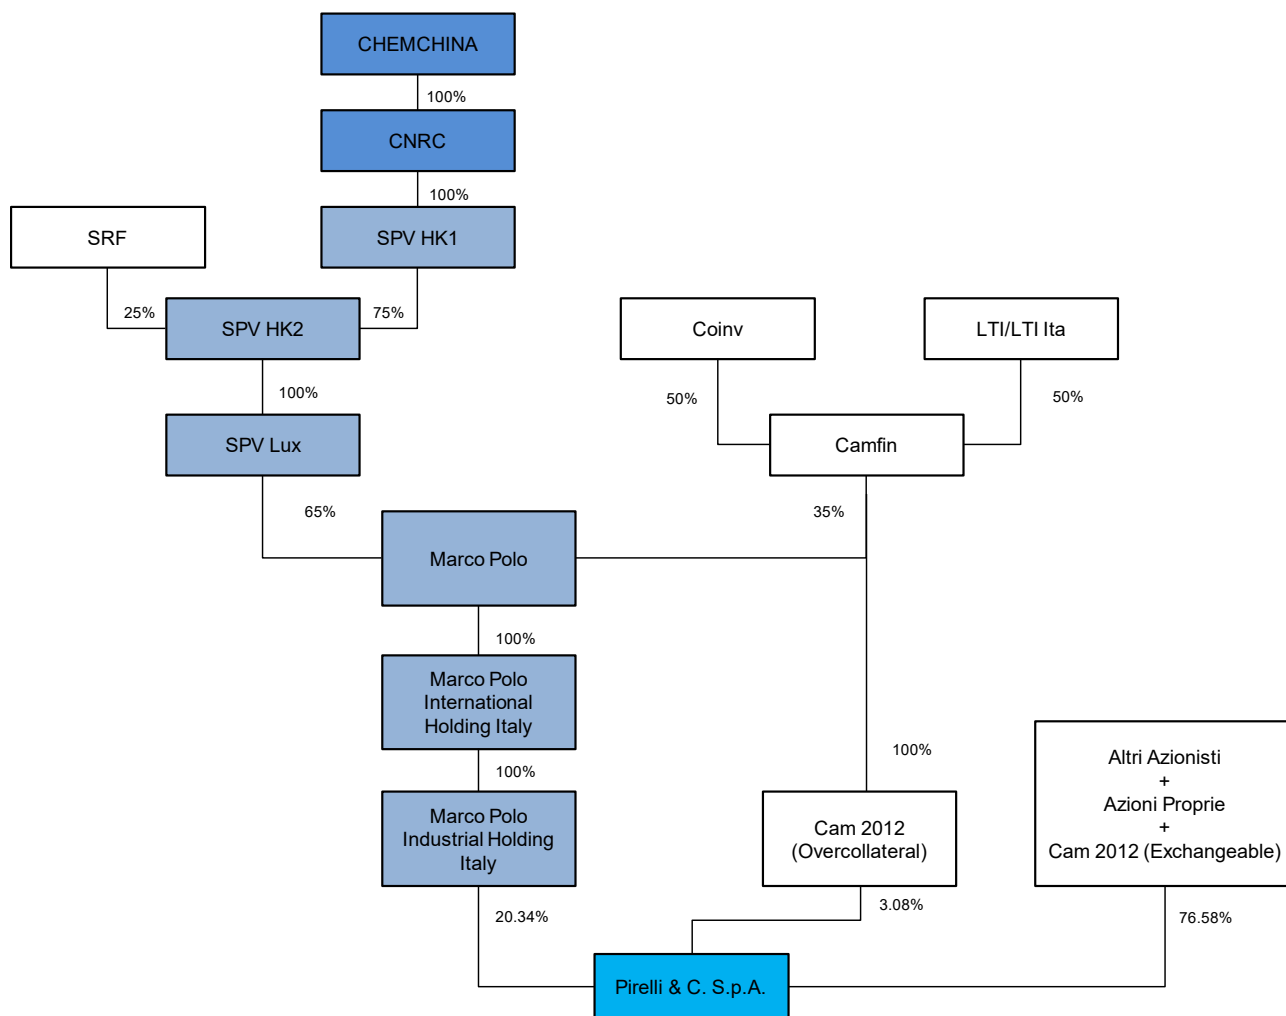 CHEMCHINA
100%
CNRC
100%
SRF
SPV HK1
25%
75%
SPV HK2
Coinv
LTI/LTI Ita
100%
50%
50%
SPV Lux
Camfin
65%
35%
Marco Polo
100%
Marco Polo
International
Holding Italy
100%
100%
Altri Azionisti
+
Azioni Proprie
+
Cam 2012 (Exchangeable)
Marco Polo
Industrial Holding
Italy
Cam 2012
(Overcollateral)
20.34%
3.08%
76.58%
Pirelli & C. S.p.A.